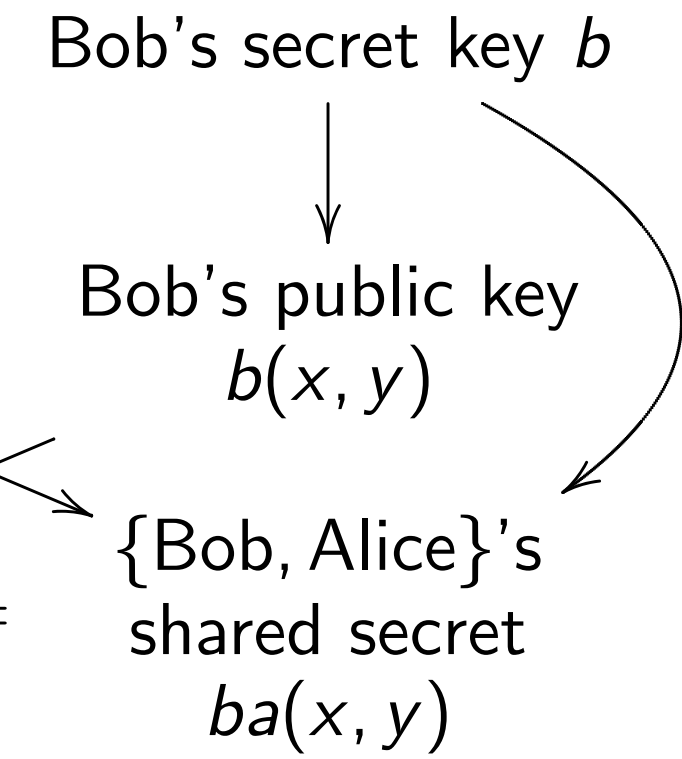 Bob's secret key b
Bob's public key
b(x, y)
{Bob, Alice}'s
= shared secret
ba(x, y)